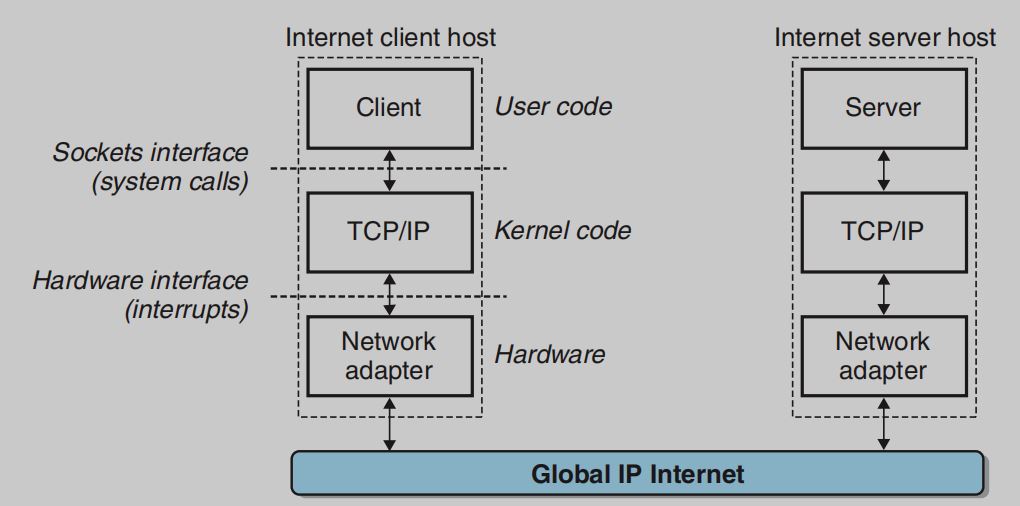 Internet client host
Internet server host
Client
User code
Server
Sockets interface
(system calls)
TCP/IP
Kernel code
TCP/IP
Hardware interface
(interrupts)
Network
adapter
Hardware
Network
adapter
Global IP Internet